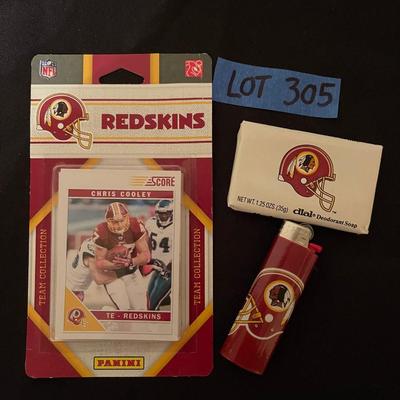 NFL
REDSKINS
LOT 305
TEAM COLLECTION
SCORE
CHRIS COOLEY
TE - REDSKINS
TEAM COLLECTION
PANINI
NET WT. 1.25 OZS. (35g) dial Deodorant Soap